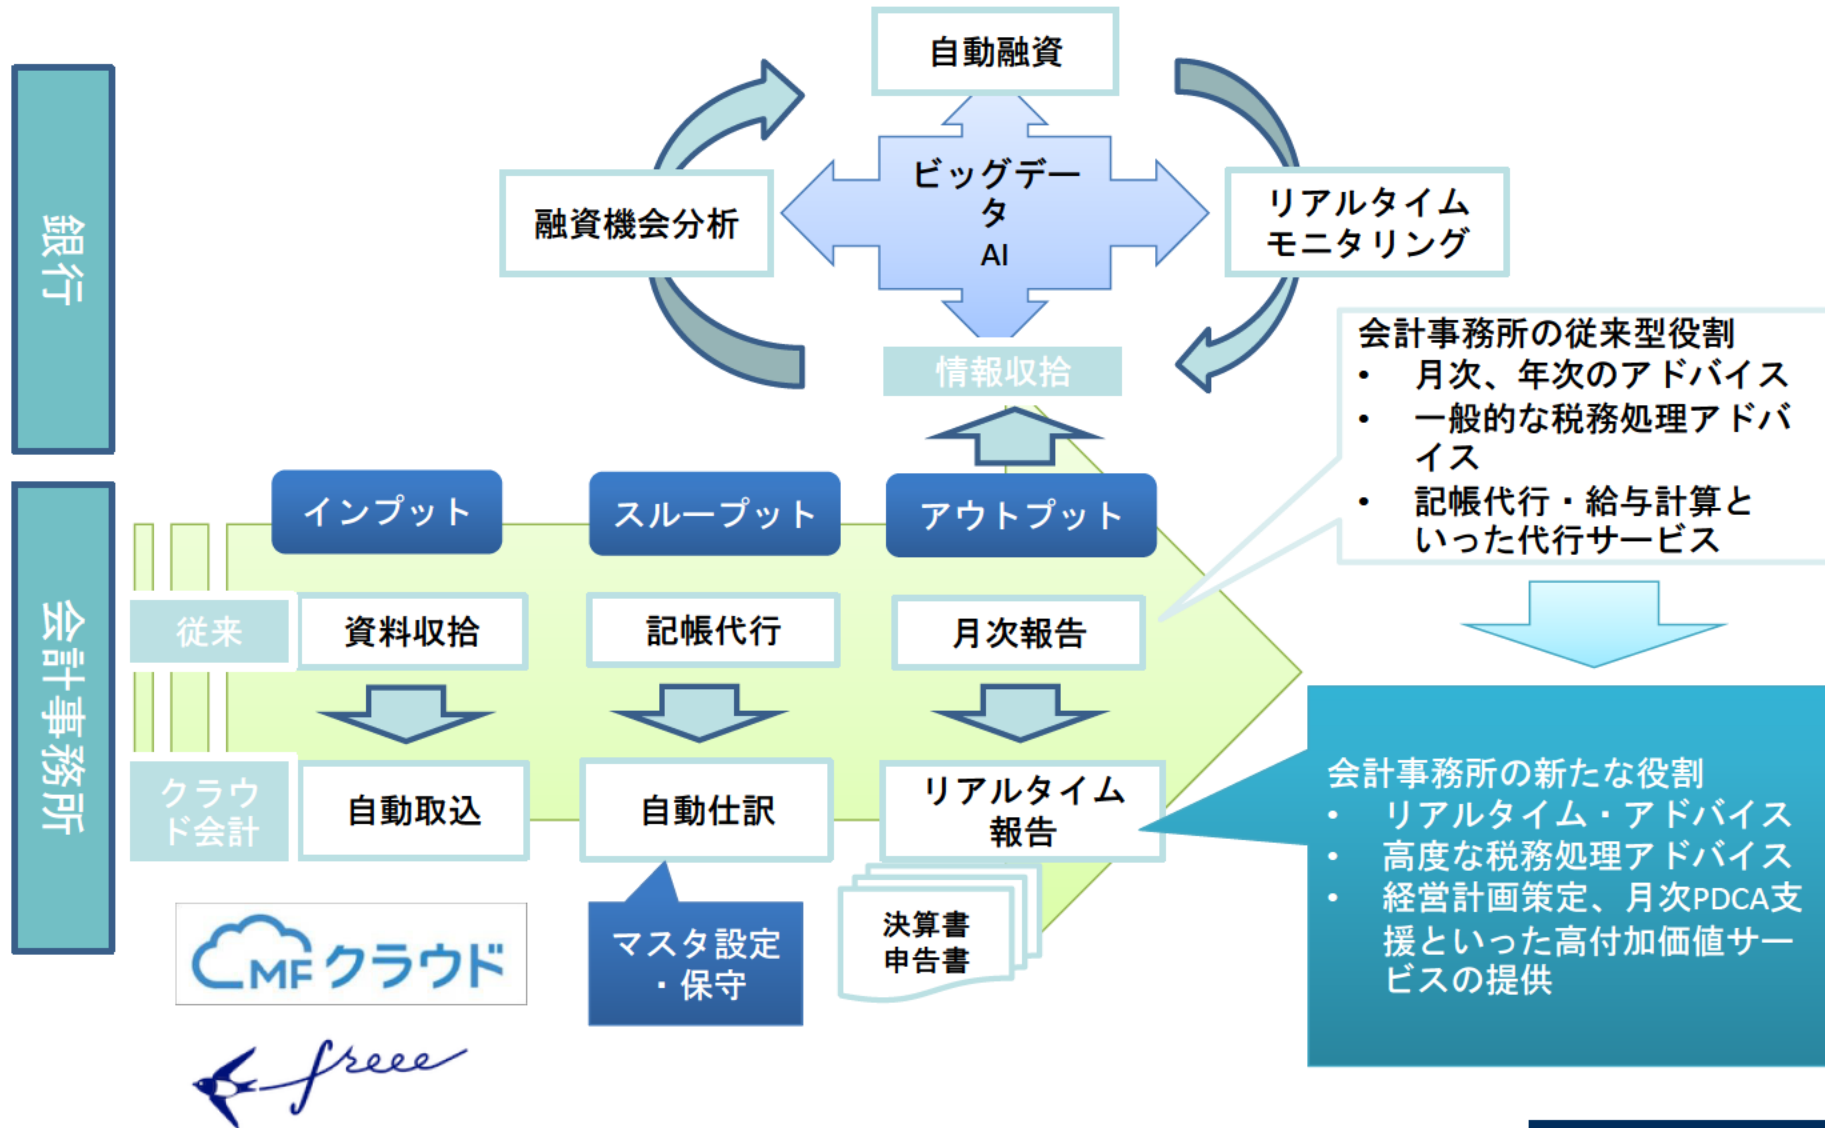 銀行
自動融資
融資機会分析
ビッグデー
タ
AI
リアルタイム
モニタリング
情報収拾
会計事務所の従来型役割
• 月次、年次のアドバイス
• 一般的な税務処理アドバ
イス
• 記帳代行・給与計算と
いった代行サービス
会計事務所
インプット
スループット
アウトプット
従来
資料収拾
記帳代行
月次報告
クラウ
ド会計
自動取込
自動仕訳
リアルタイム
報告
会計事務所の新たな役割
• リアルタイム・アドバイス
• 高度な税務処理アドバイス
• 経営計画策定、月次PDCA支
援といった高付加価値サー
ビスの提供
マスタ設定
・保守
決算書
申告書
MFクラウド
freee